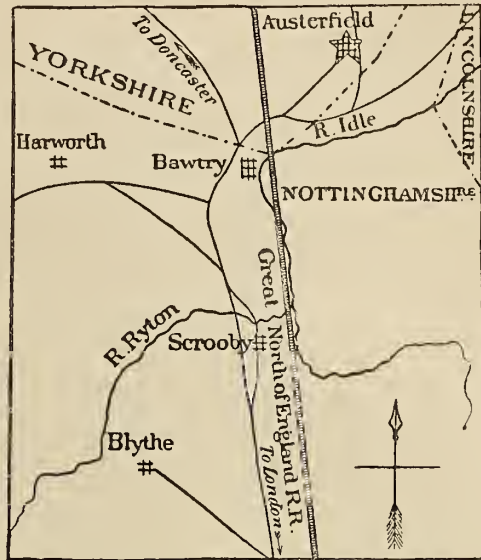 Austerfield
To Doncaster
LINCOLNSHIRE
YORKSHIRE
R. Idle
Harworth
Bawtry
NOTTINGHAMSHIRE
Great North of England R.R.
R. Ryton
Scrooby
Blythe
To London